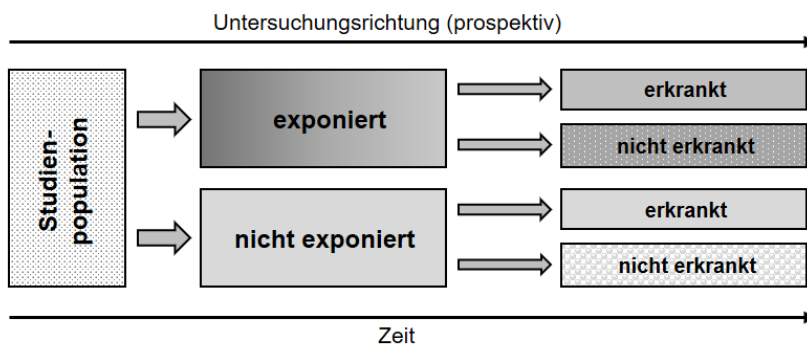 Untersuchungsrichtung (prospektiv)
Studien-
population
exponiert
erkrankt
nicht erkrankt
nicht exponiert
erkrankt
nicht erkrankt
Zeit